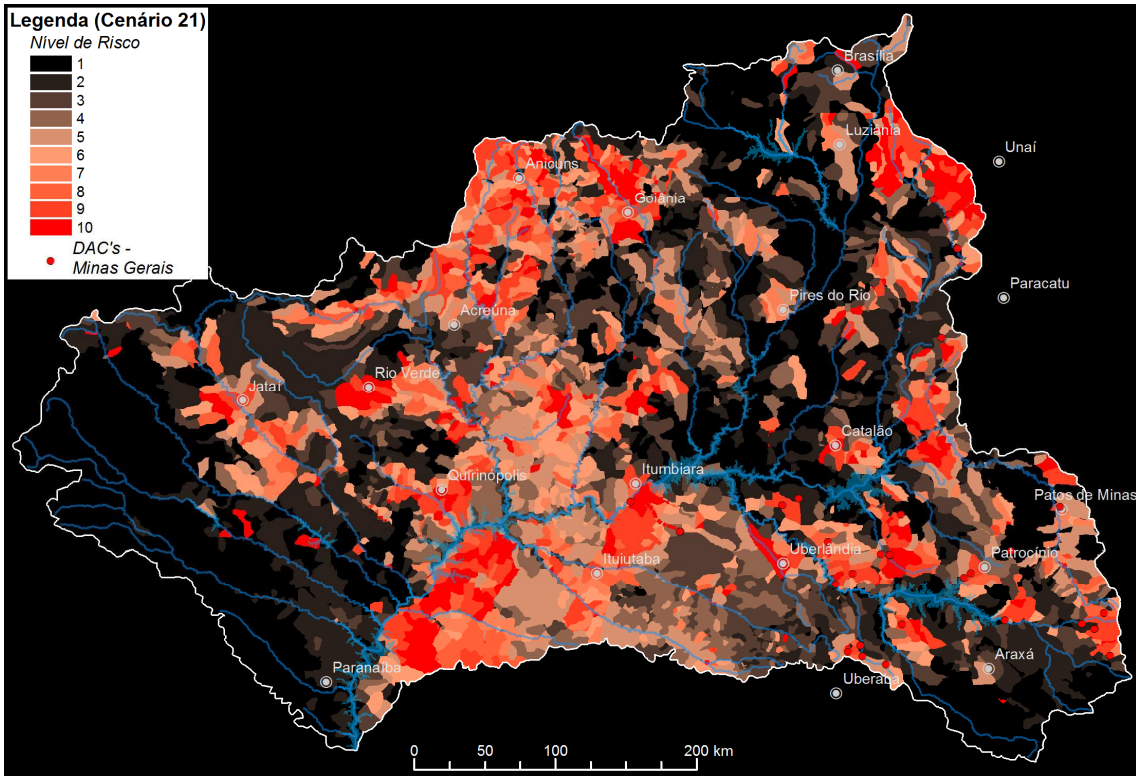 Legenda (Cenário 21)
Nível de Risco
1
2
3
4
5
6
7
8
9
10
DAC's -
Minas Gerais
Brasília
Luziânia
Unaí
Anicuns
Goiânia
Paracatu
Pires do Rio
Acreúna
Rio Verde
Jataí
Catalão
Itumbiara
Quirinópolis
Patos de Minas
Uberlândia
Patrocínio
Ituiutaba
Araxá
Paranaíba
Uberaba
0 50 100 200 km